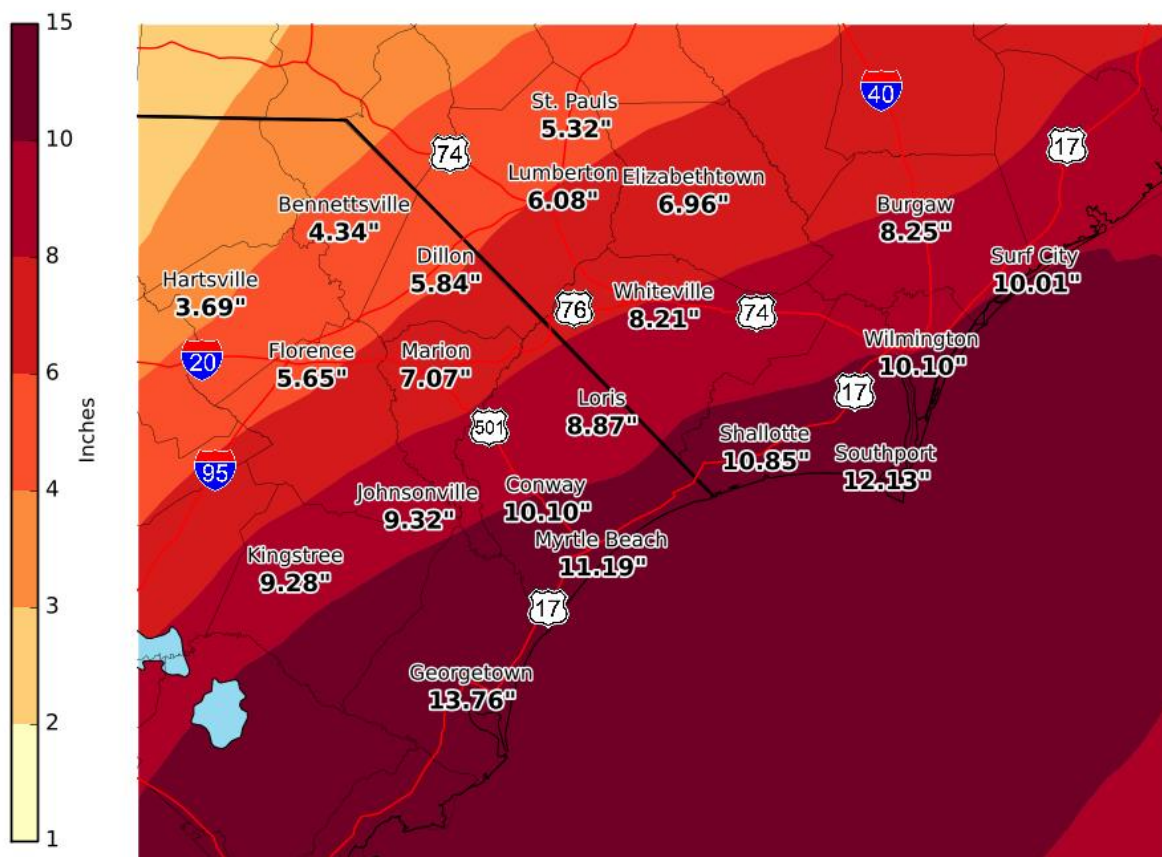 15
10
8
6
4
3
2
1
Inches
40
St. Pauls
5.32"
17
74
Lumberton
6.08"
Elizabethtown
6.96"
Bennettsville
4.34"
Burgaw
8.25"
Dillon
5.84"
Surf City
10.01"
Hartsville
3.69"
Whiteville
8.21"
76
74
Wilmington
10.10"
Florence
5.65"
Marion
7.07"
20
17
Loris
8.87"
501
Shallotte
10.85"
Southport
12.13"
95
Johnsonville
9.32"
Conway
10.10"
Myrtle Beach
11.19"
Kingstree
9.28"
17
Georgetown
13.76"